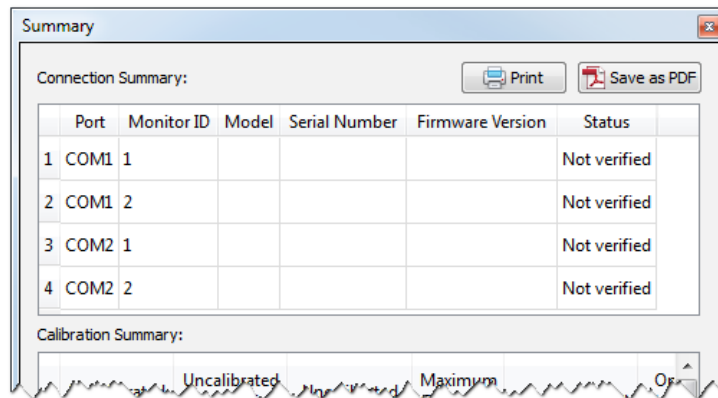 Summary
Connection Summary:
Print
Save as PDF
Port Monitor ID Model Serial Number Firmware Version Status
1 COM1 1 Not verified
2 COM1 2 Not verified
3 COM2 1 Not verified
4 COM2 2 Not verified
Calibration Summary:
Uncalibrated Maximum